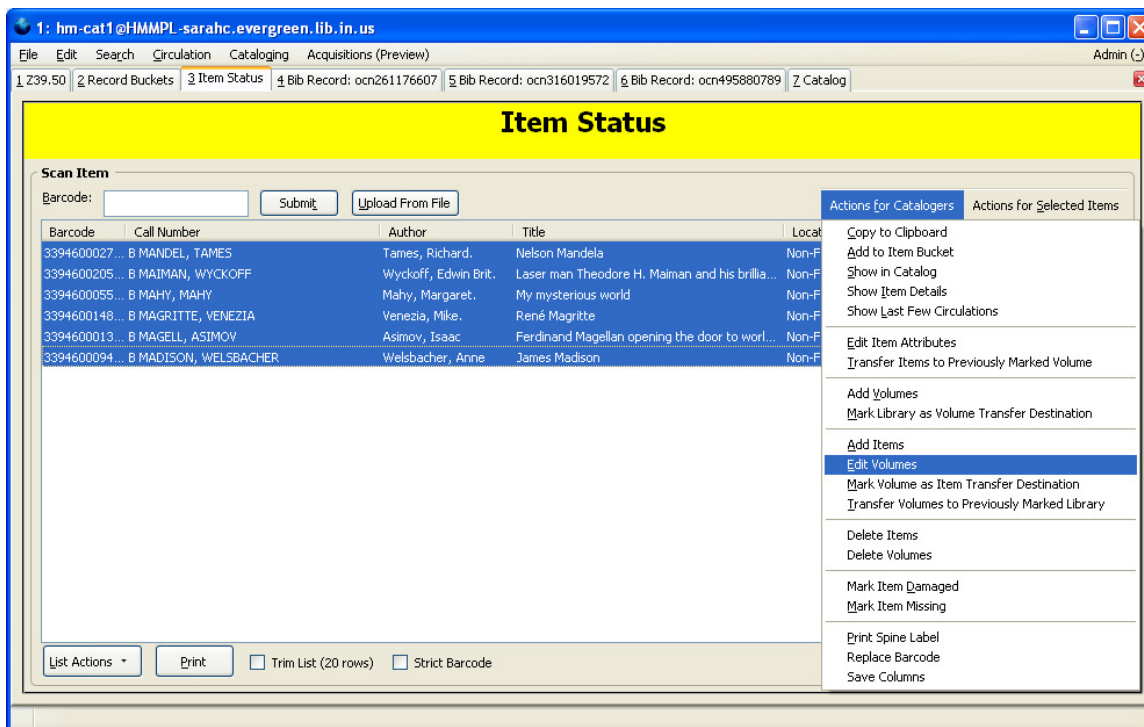 1: hm-cat1@HMMPL-sarahc.evergreen.lib.in.us
File Edit Search Circulation Cataloging Acquisitions (Preview) Admin (-)
1 Z39.50 2 Record Buckets 3 Item Status 4 Bib Record: ocn261176607 5 Bib Record: ocn316019572 6 Bib Record: ocn495880789 7 Catalog
Item Status
Scan Item
Barcode: Submit Upload From File Actions for Catalogers Actions for Selected Items
Barcode Call Number Author Title Locat
3394600027... B MANDEL, TAMES Tames, Richard. Nelson Mandela Non-F
3394600205... B MAIMAN, WYCKOFF Wyckoff, Edwin Brit. Laser man Theodore H. Maiman and his brillia... Non-F
3394600055... B MAHY, MAHY Mahy, Margaret. My mysterious world Non-F
3394600148... B MAGRITTE, VENEZIA Venezia, Mike. René Magritte Non-F
3394600013... B MAGELL, ASIMOV Asimov, Isaac Ferdinand Magellan opening the door to worl... Non-F
3394600094... B MADISON, WELSBACHER Welsbacher, Anne James Madison Non-F
Copy to Clipboard
Add to Item Bucket
Show in Catalog
Show Item Details
Show Last Few Circulations
Edit Item Attributes
Transfer Items to Previously Marked Volume
Add Volumes
Mark Library as Volume Transfer Destination
Add Items
Edit Volumes
Mark Volume as Item Transfer Destination
Transfer Volumes to Previously Marked Library
Delete Items
Delete Volumes
Mark Item Damaged
Mark Item Missing
Print Spine Label
Replace Barcode
Save Columns
List Actions Print Trim List (20 rows) Strict Barcode